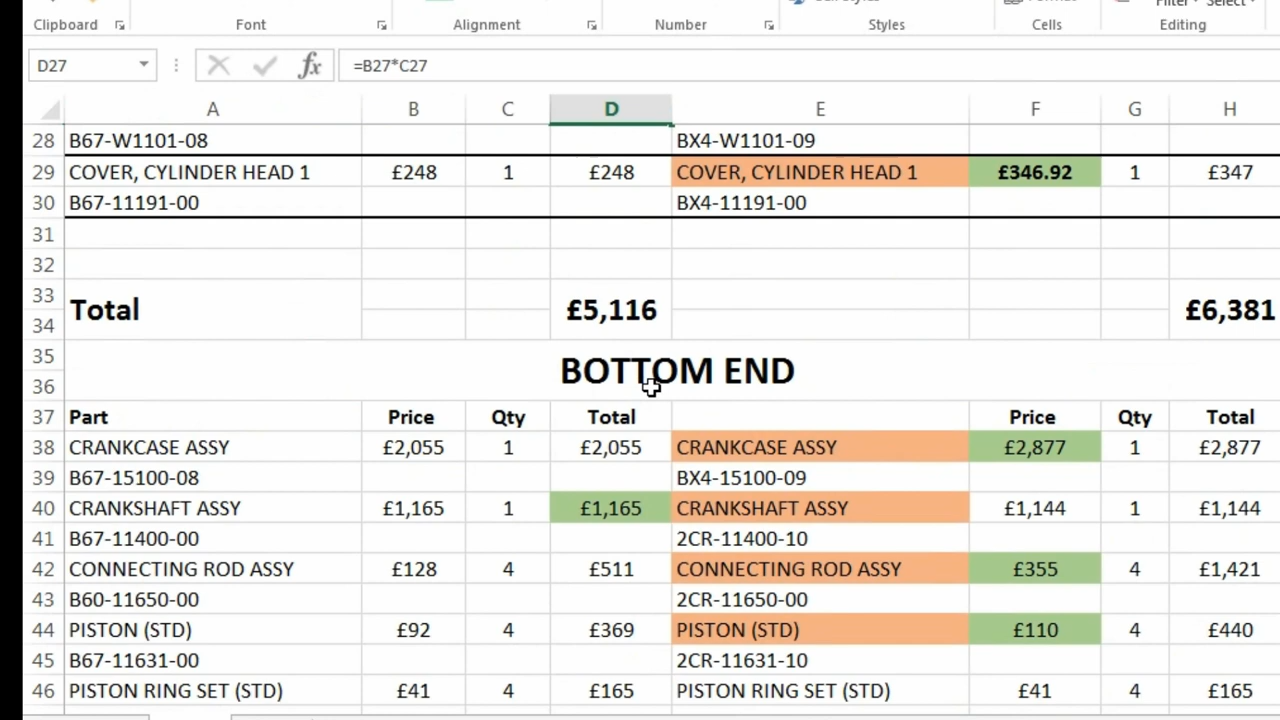 Clipboard Font Alignment Number Styles Cells Editing
D27 fx =B27*C27
A B C D E F G H
28 B67-W1101-08 BX4-W1101-09
29 COVER, CYLINDER HEAD 1 £248 1 £248 COVER, CYLINDER HEAD 1 £346.92 1 £347
30 B67-11191-00 BX4-11191-00
31
32
33
Total £5,116 £6,381
34
35
BOTTOM END
36
37 Part Price Qty Total Price Qty Total
38 CRANKCASE ASSY £2,055 1 £2,055 CRANKCASE ASSY £2,877 1 £2,877
39 B67-15100-08 BX4-15100-09
40 CRANKSHAFT ASSY £1,165 1 £1,165 CRANKSHAFT ASSY £1,144 1 £1,144
41 B67-11400-00 2CR-11400-10
42 CONNECTING ROD ASSY £128 4 £511 CONNECTING ROD ASSY £355 4 £1,421
43 B60-11650-00 2CR-11650-00
44 PISTON (STD) £92 4 £369 PISTON (STD) £110 4 £440
45 B67-11631-00 2CR-11631-10
46 PISTON RING SET (STD) £41 4 £165 PISTON RING SET (STD) £41 4 £165